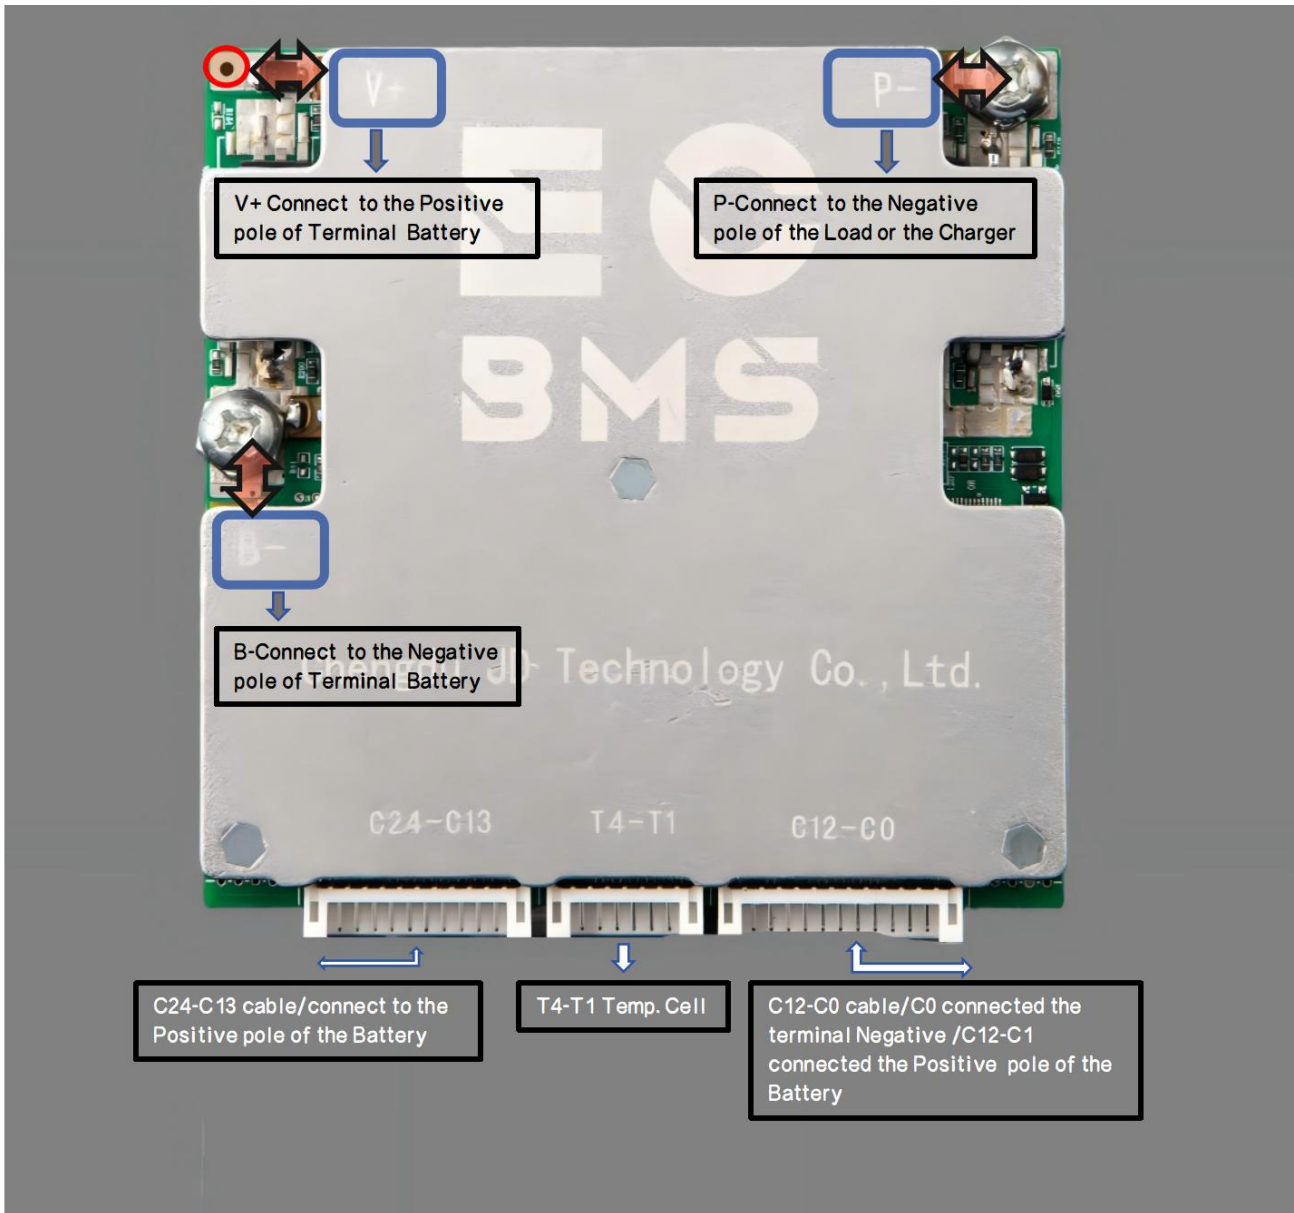 V+
P-
V+ Connect to the Positive
pole of Terminal Battery
P-Connect to the Negative
pole of the Load or the Charger
EC
BMS
B-
B-Connect to the Negative
pole of Terminal Battery
Chengdu JD Technology Co.,Ltd.
C24-C13
T4-T1
C12-C0
C24-C13 cable/connect to the
Positive pole of the Battery
T4-T1 Temp. Cell
C12-C0 cable/C0 connected the
terminal Negative /C12-C1
connected the Positive pole of the
Battery